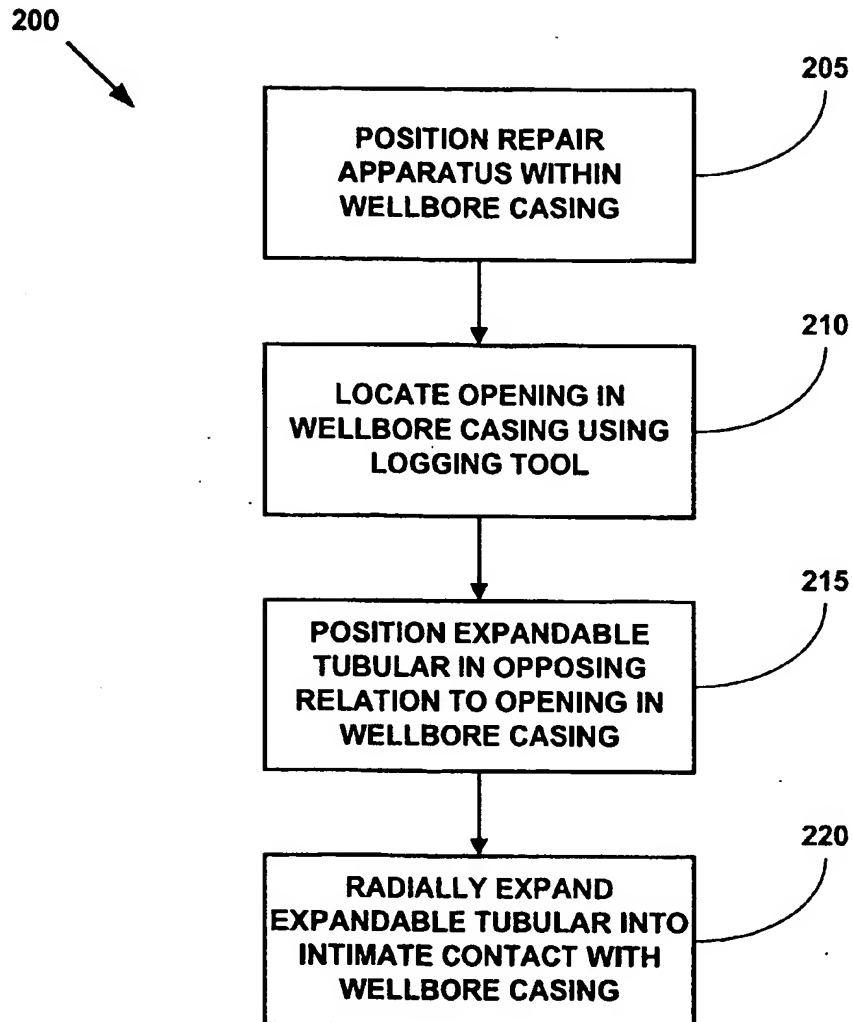 200
205
POSITION REPAIR
APPARATUS WITHIN
WELLBORE CASING
210
LOCATE OPENING IN
WELLBORE CASING USING
LOGGING TOOL
215
POSITION EXPANDABLE
TUBULAR IN OPPOSING
RELATION TO OPENING IN
WELLBORE CASING
220
RADIALLY EXPAND
EXPANDABLE TUBULAR INTO
INTIMATE CONTACT WITH
WELLBORE CASING